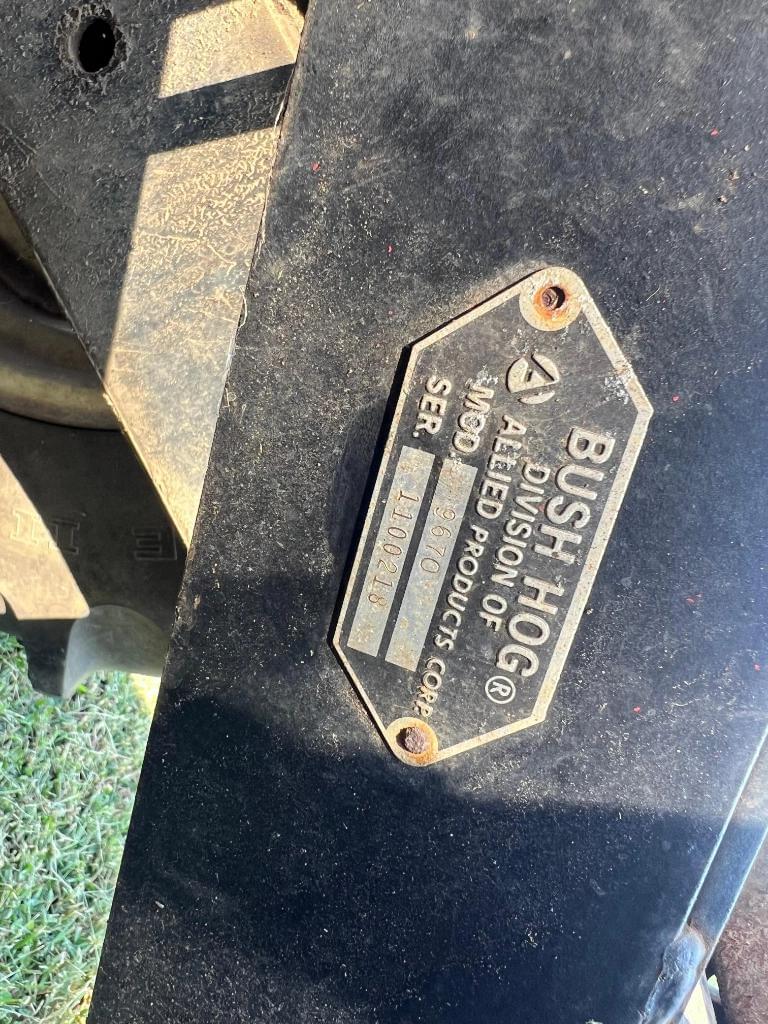 BUSH HOG®
DIVISION OF
ALLIED PRODUCTS CORP.
MOD. 9670
SER. 1100218